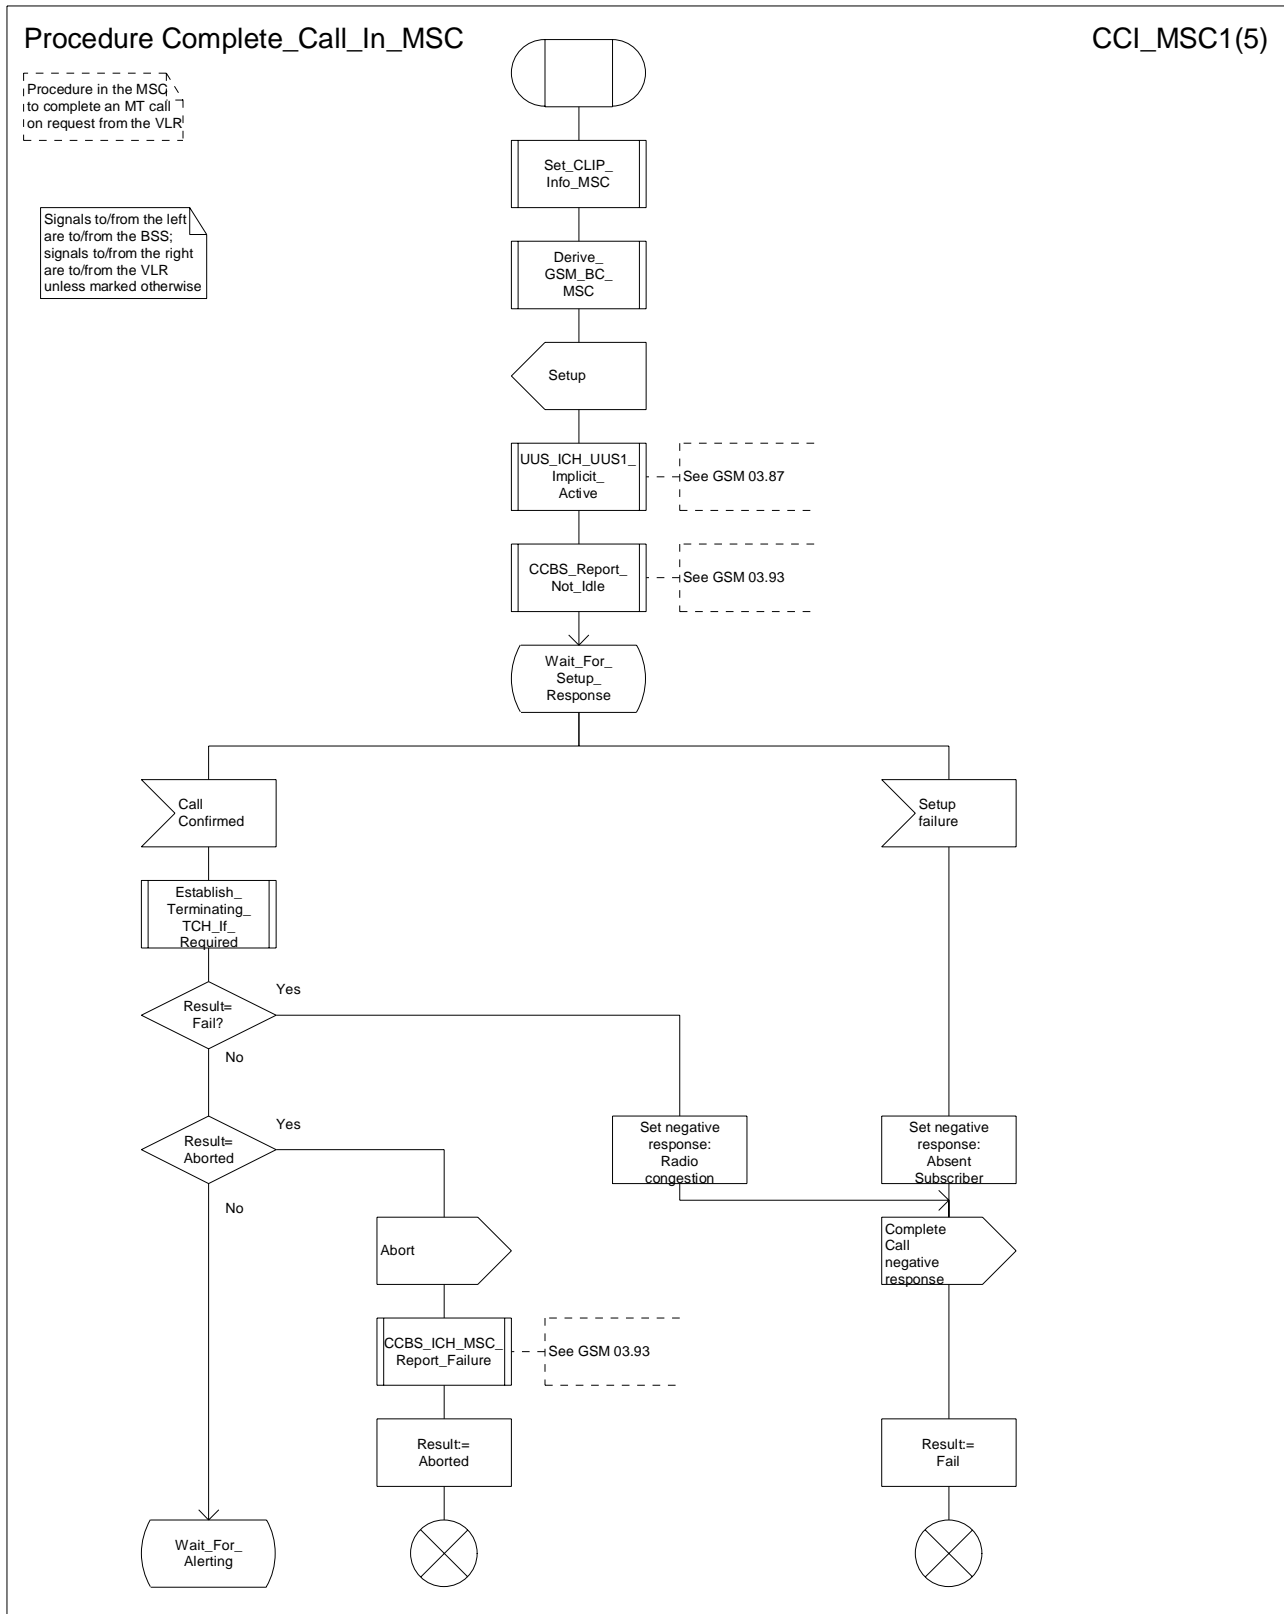 Procedure Complete_Call_In_MSC
CCI_MSC1(5)
Procedure in the MSC
to complete an MT call
on request from the VLR
Signals to/from the left
are to/from the BSS;
signals to/from the right
are to/from the VLR
unless marked otherwise
Set_CLIP_
Info_MSC
Derive_
GSM_BC_
MSC
Setup
UUS_ICH_UUS1_
Implicit_
Active
See GSM 03.87
CCBS_Report_
Not_Idle
See GSM 03.93
Wait_For_
Setup_
Response
Call
Confirmed
Setup
failure
Establish_
Terminating_
TCH_If_
Required
Result=
Fail?
Yes
No
Result=
Aborted
Yes
No
Set negative
response:
Radio
congestion
Set negative
response:
Absent
Subscriber
Abort
Complete
Call
negative
response
CCBS_ICH_MSC_
Report_Failure
See GSM 03.93
Result:=
Aborted
Result:=
Fail
Wait_For_
Alerting